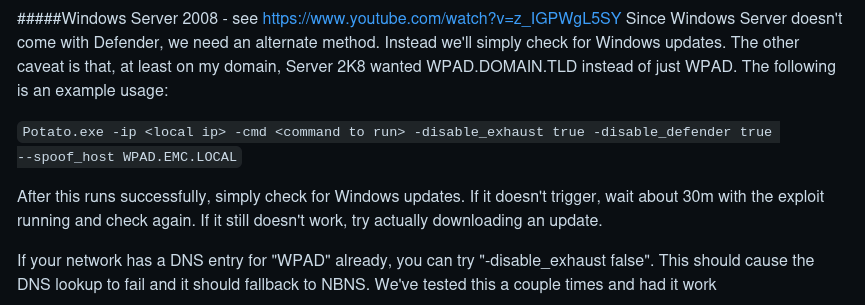 #####Windows Server 2008 - see https://www.youtube.com/watch?v=z_IGPWgL5SY Since Windows Server doesn't
come with Defender, we need an alternate method. Instead we'll simply check for Windows updates. The other
caveat is that, at least on my domain, Server 2K8 wanted WPAD.DOMAIN.TLD instead of just WPAD. The following
is an example usage:
Potato.exe -ip <local ip> -cmd <command to run> -disable_exhaust true -disable_defender true
--spoof_host WPAD.EMC.LOCAL
After this runs successfully, simply check for Windows updates. If it doesn't trigger, wait about 30m with the exploit
running and check again. If it still doesn't work, try actually downloading an update.
If your network has a DNS entry for "WPAD" already, you can try "-disable_exhaust false". This should cause the
DNS lookup to fail and it should fallback to NBNS. We've tested this a couple times and had it work